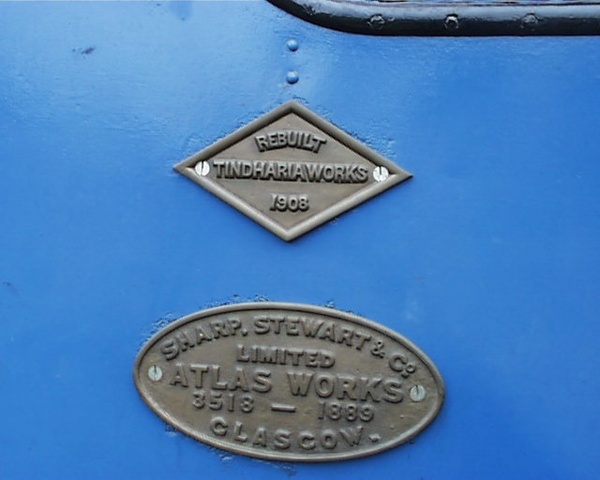 REBUILT
TINDHARIA WORKS
1908
SHARP, STEWART & Co
LIMITED
ATLAS WORKS
3518 — 1889
GLASGOW.